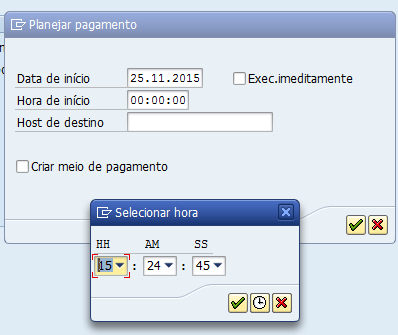 Planejar pagamento
Data de início 25.11.2015 Exec.imeditamente
Hora de início 00:00:00
Host de destino
Criar meio de pagamento
Selecionar hora
HH AM SS
15 : 24 : 45